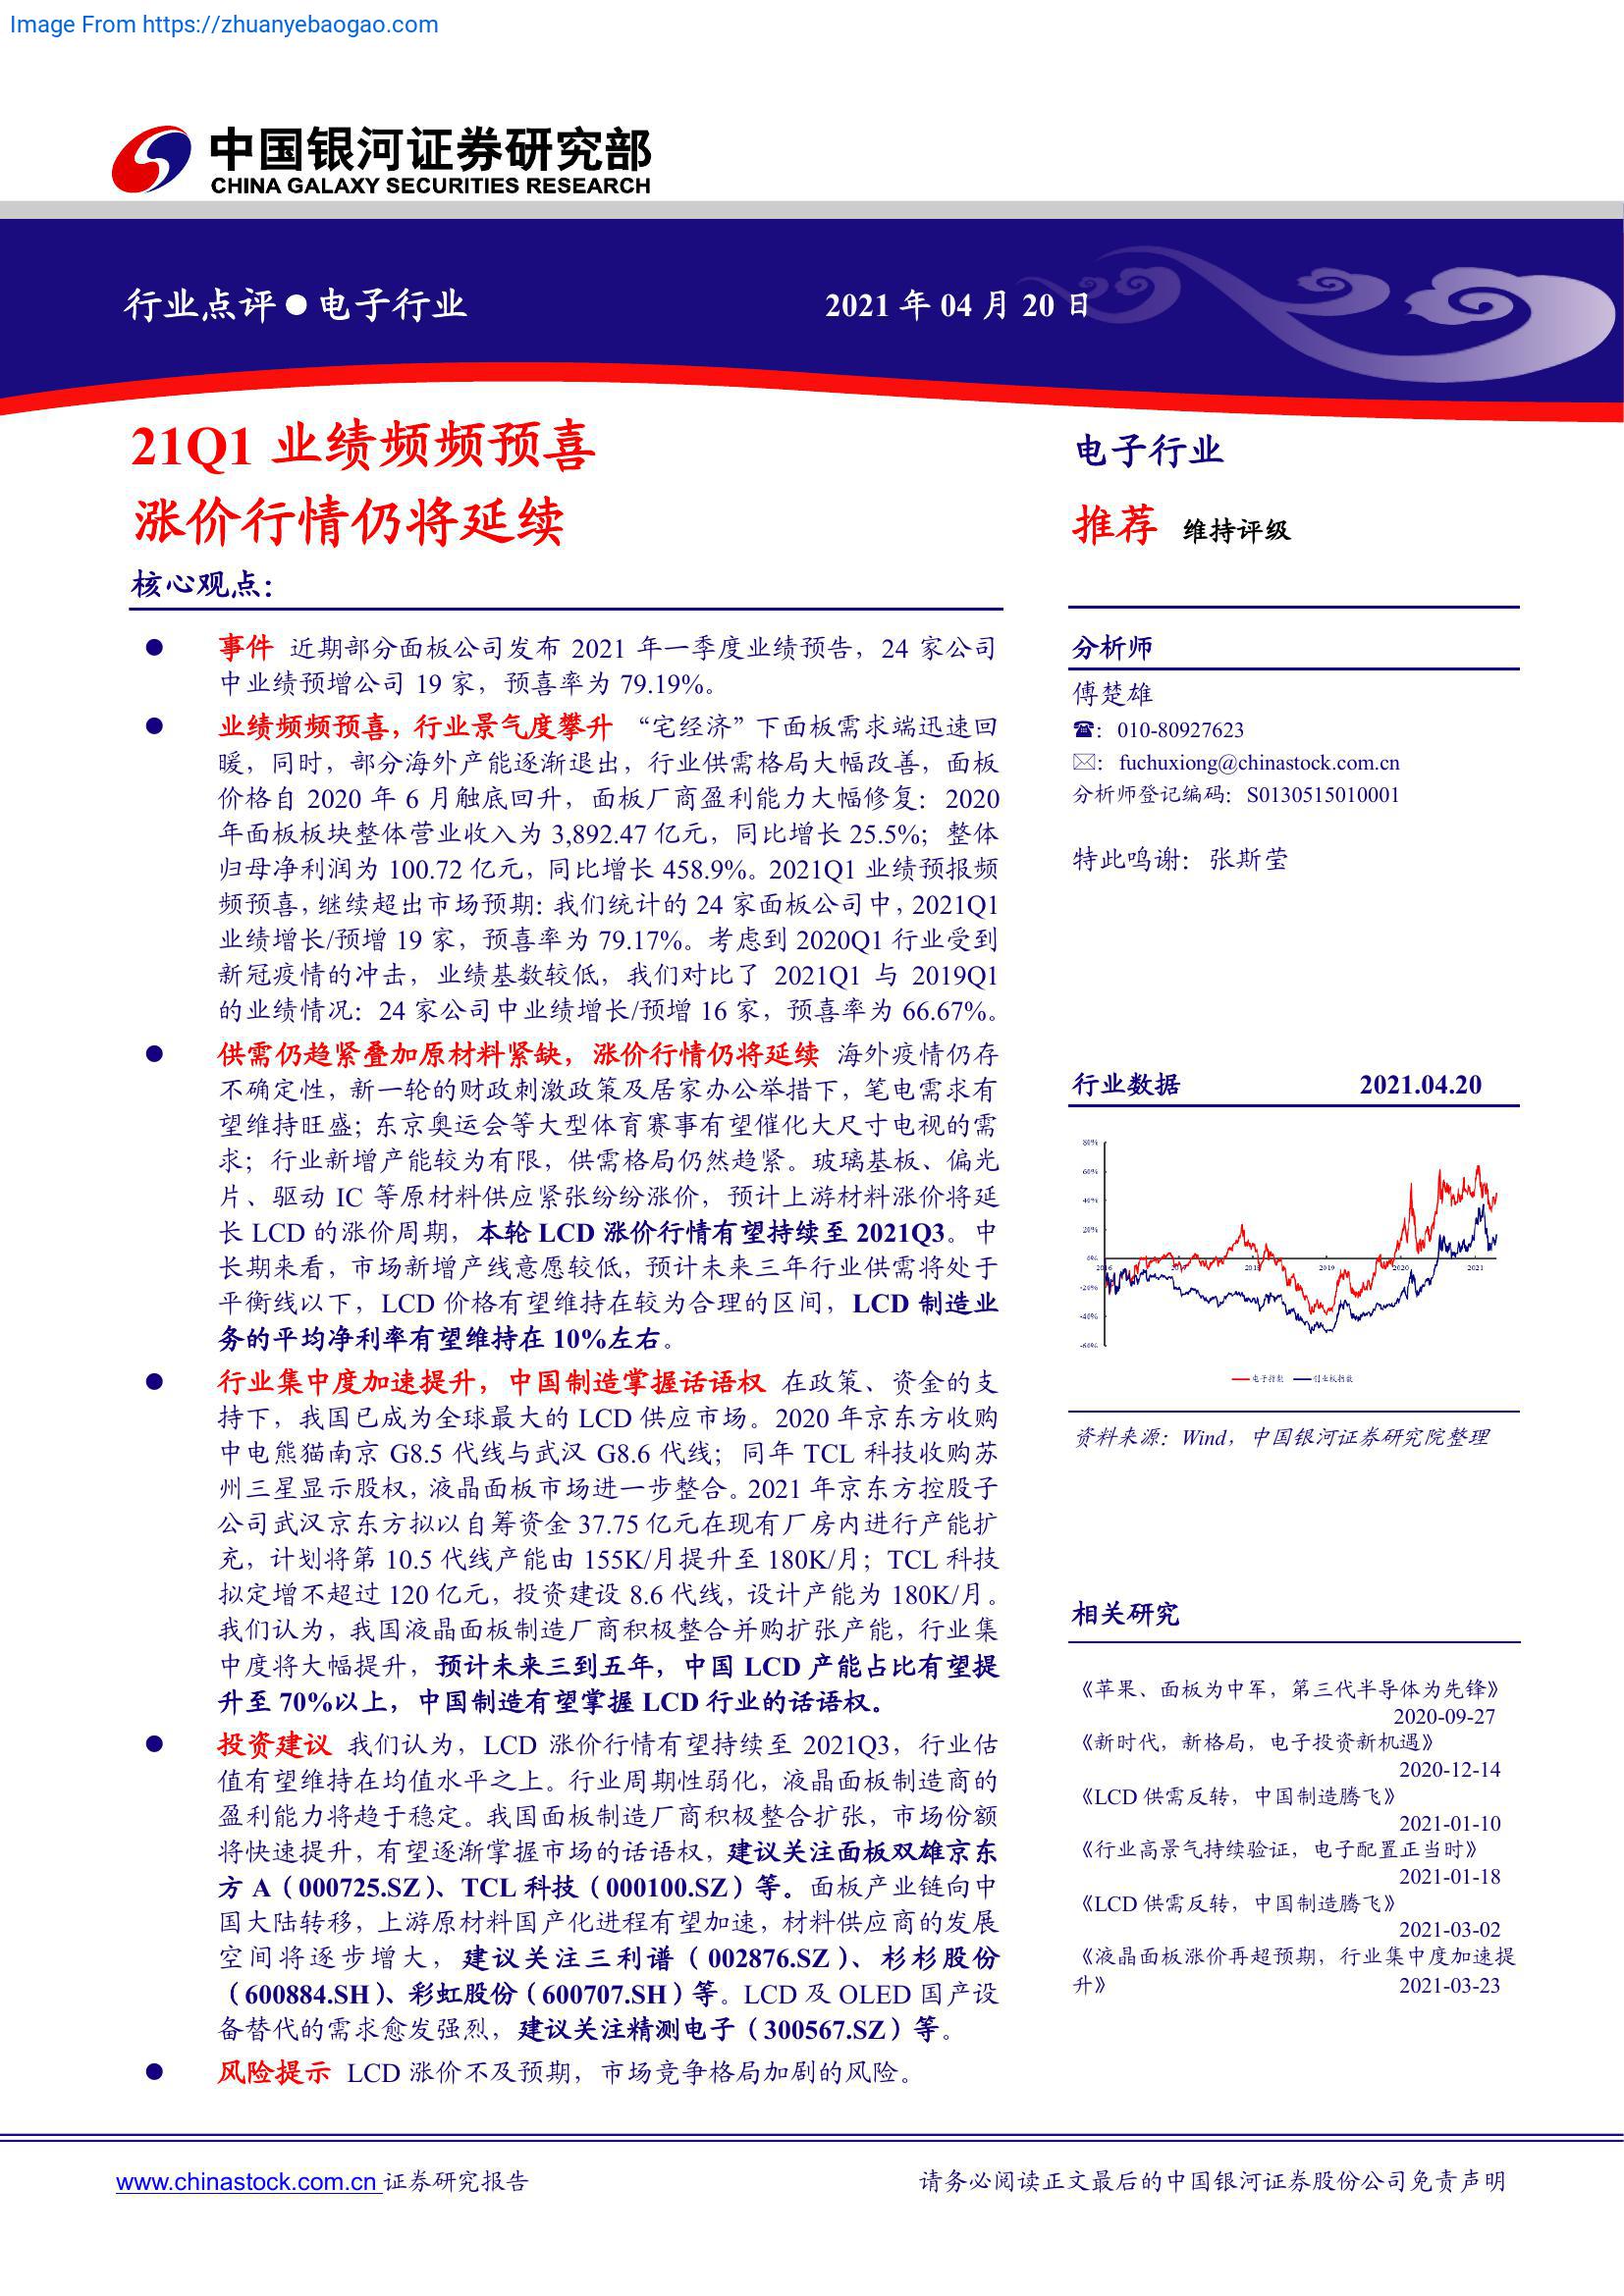 Image From https://zhuanyebaogao.com
中国银河证券研究部
CHINA GALAXY SECURITIES RESEARCH
行业点评●电子行业
2021 年 04 月 20 日
21Q1 业绩频频预喜
涨价行情仍将延续
核心观点：
● 事件 近期部分面板公司发布 2021 年一季度业绩预告，24 家公司
中业绩预增公司 19 家，预喜率为 79.19%。
● 业绩频频预喜，行业景气度攀升 “宅经济”下面板需求端迅速回
暖，同时，部分海外产能逐渐退出，行业供需格局大幅改善，面板
价格自 2020 年 6 月触底回升，面板厂商盈利能力大幅修复：2020
年面板板块整体营业收入为 3,892.47 亿元，同比增长 25.5%；整体
归母净利润为 100.72 亿元，同比增长 458.9%。2021Q1 业绩预报频
频预喜，继续超出市场预期：我们统计的 24 家面板公司中，2021Q1
业绩增长/预增 19 家，预喜率为 79.17%。考虑到 2020Q1 行业受到
新冠疫情的冲击，业绩基数较低，我们对比了 2021Q1 与 2019Q1
的业绩情况：24 家公司中业绩增长/预增 16 家，预喜率为 66.67%。
● 供需仍趋紧叠加原材料紧缺，涨价行情仍将延续 海外疫情仍存
不确定性，新一轮的财政刺激政策及居家办公举措下，笔电需求有
望维持旺盛；东京奥运会等大型体育赛事有望催化大尺寸电视的需
求；行业新增产能较为有限，供需格局仍然趋紧。玻璃基板、偏光
片、驱动 IC 等原材料供应紧张纷纷涨价，预计上游材料涨价将延
长 LCD 的涨价周期，本轮 LCD 涨价行情有望持续至 2021Q3。中
长期来看，市场新增产线意愿较低，预计未来三年行业供需将处于
平衡线以下，LCD 价格有望维持在较为合理的区间，LCD 制造业
务的平均净利率有望维持在 10%左右。
● 行业集中度加速提升，中国制造掌握话语权 在政策、资金的支
持下，我国已成为全球最大的 LCD 供应市场。2020 年京东方收购
中电熊猫南京 G8.5 代线与武汉 G8.6 代线；同年 TCL 科技收购苏
州三星显示股权，液晶面板市场进一步整合。2021 年京东方控股子
公司武汉京东方拟以自筹资金 37.75 亿元在现有厂房内进行产能扩
充，计划将第 10.5 代线产能由 155K/月提升至 180K/月；TCL 科技
拟定增不超过 120 亿元，投资建设 8.6 代线，设计产能为 180K/月。
我们认为，我国液晶面板制造厂商积极整合并购扩张产能，行业集
中度将大幅提升，预计未来三到五年，中国 LCD 产能占比有望提
升至 70%以上，中国制造有望掌握 LCD 行业的话语权。
● 投资建议 我们认为，LCD 涨价行情有望持续至 2021Q3，行业估
值有望维持在均值水平之上。行业周期性弱化，液晶面板制造商的
盈利能力将趋于稳定。我国面板制造厂商积极整合扩张，市场份额
将快速提升，有望逐渐掌握市场的话语权，建议关注面板双雄京东
方 A（000725.SZ）、TCL 科技（000100.SZ）等。面板产业链向中
国大陆转移，上游原材料国产化进程有望加速，材料供应商的发展
空间将逐步增大，建议关注三利谱（002876.SZ）、杉杉股份
（600884.SH）、彩虹股份（600707.SH）等。LCD 及 OLED 国产设
备替代的需求愈发强烈，建议关注精测电子（300567.SZ）等。
● 风险提示 LCD 涨价不及预期，市场竞争格局加剧的风险。
电子行业
推荐 维持评级
分析师
傅楚雄
☎：010-80927623
✉：fuchuxiong@chinastock.com.cn
分析师登记编码：S0130515010001
特此鸣谢：张斯莹
行业数据 2021.04.20
80%
60%
40%
20%
0%
-20%
-40%
-60%
2016 2017 2018 2019 2020 2021
电子指数 创业板指数
资料来源：Wind，中国银河证券研究院整理
相关研究
《苹果、面板为中军，第三代半导体为先锋》
2020-09-27
《新时代，新格局，电子投资新机遇》
2020-12-14
《LCD 供需反转，中国制造腾飞》
2021-01-10
《行业高景气持续验证，电子配置正当时》
2021-01-18
《LCD 供需反转，中国制造腾飞》
2021-03-02
《液晶面板涨价再超预期，行业集中度加速提
升》 2021-03-23
www.chinastock.com.cn 证券研究报告
请务必阅读正文最后的中国银河证券股份公司免责声明